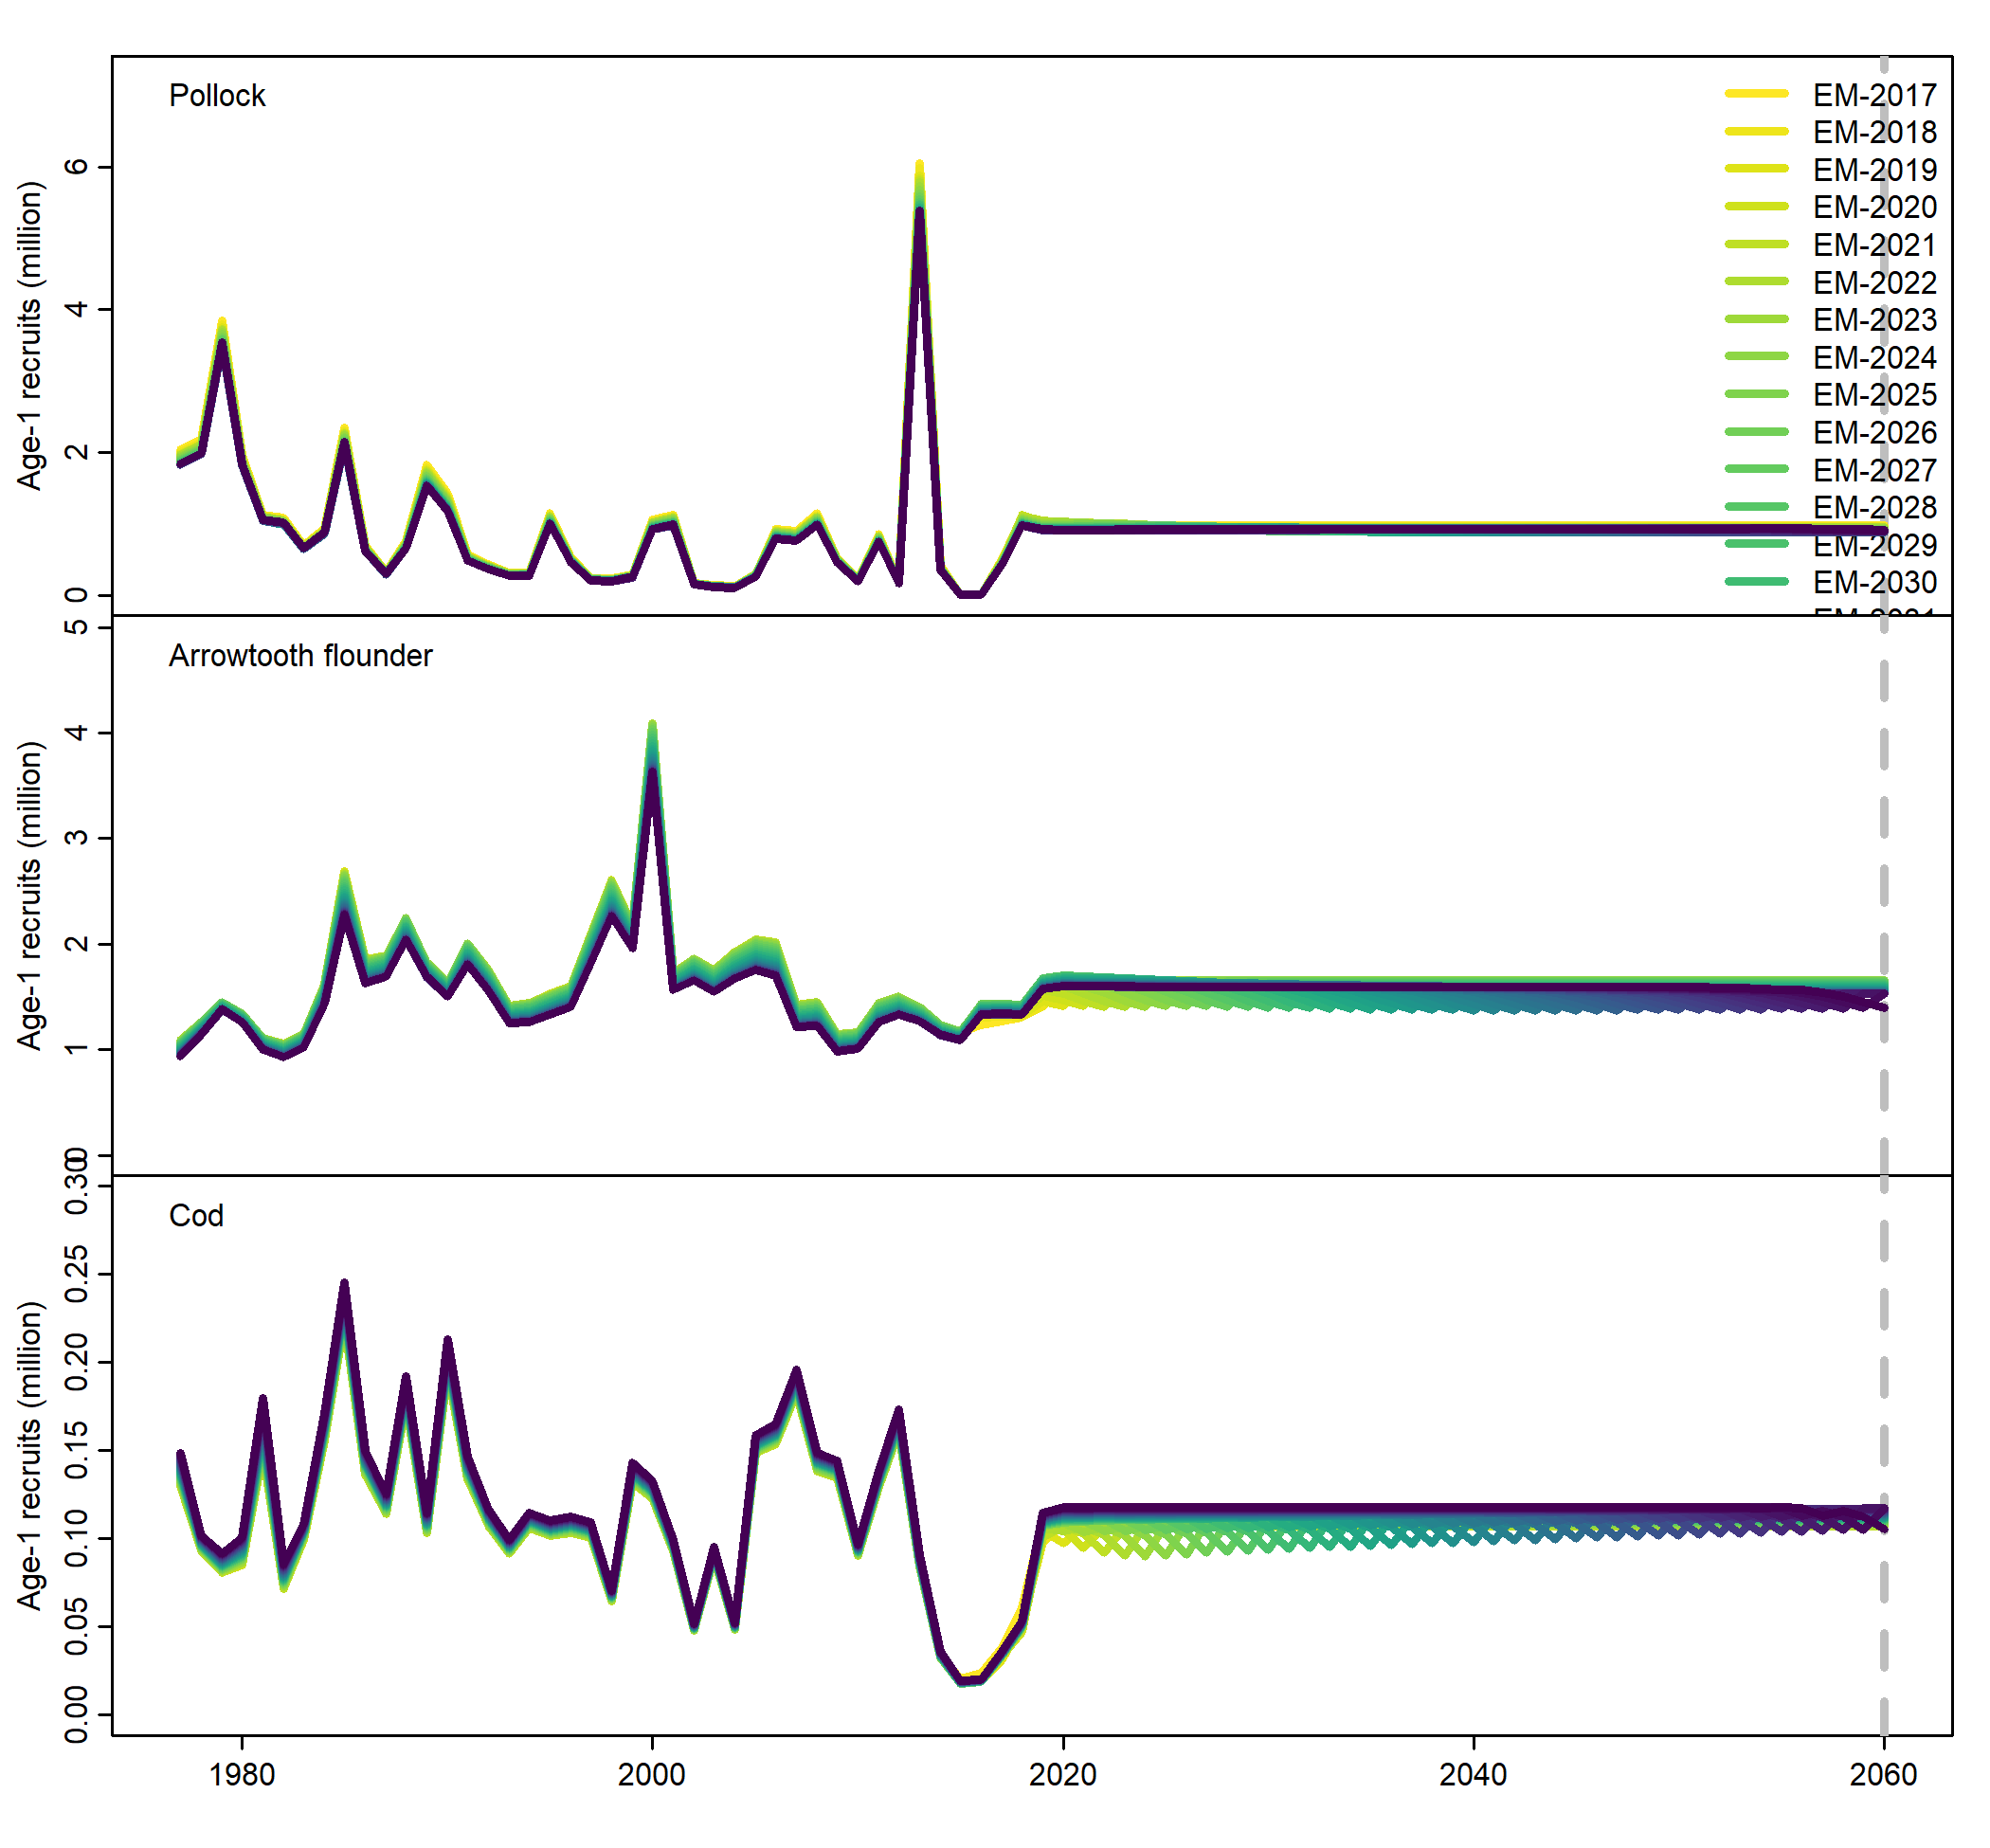 Pollock
EM-2017
EM-2018
EM-2019
EM-2020
EM-2021
EM-2022
EM-2023
EM-2024
EM-2025
EM-2026
EM-2027
EM-2028
EM-2029
EM-2030
Age-1 recruits (million)
6
4
2
0
Arrowtooth flounder
Age-1 recruits (million)
5
4
3
2
1
0
Cod
Age-1 recruits (million)
0.30
0.25
0.20
0.15
0.10
0.05
0.00
1980
2000
2020
2040
2060